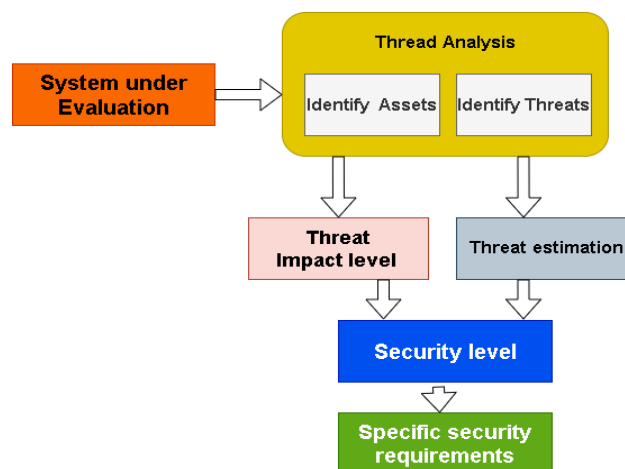 Thread Analysis
System under
Evaluation
Identify Assets
Identify Threats
Threat
Impact level
Threat estimation
Security level
Specific security
requirements